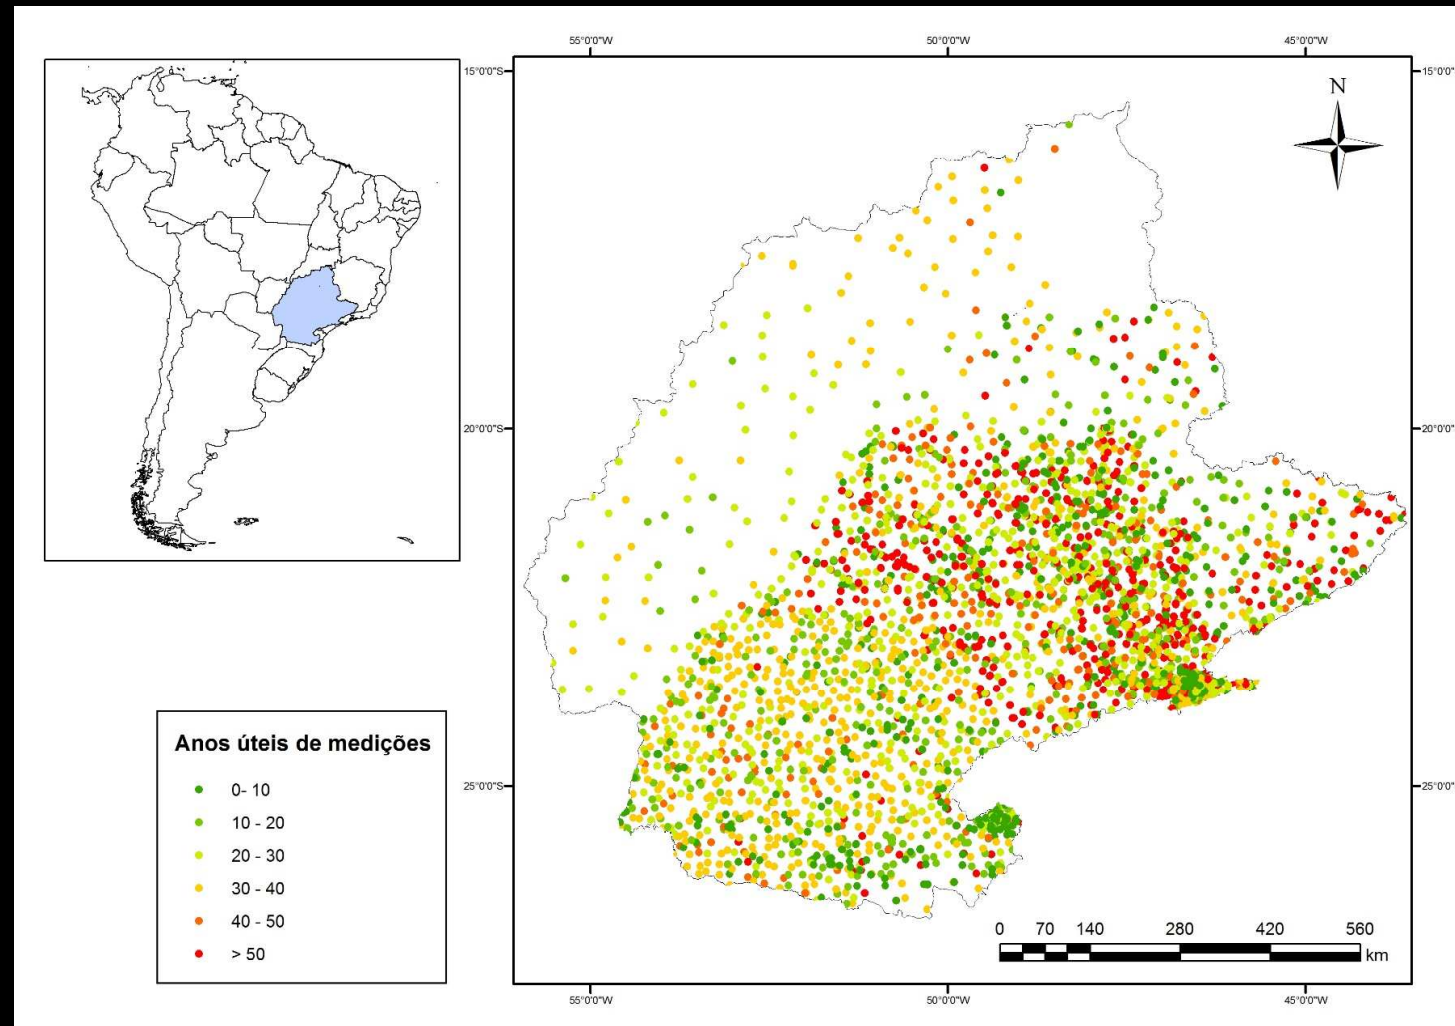 55°0'0"W 50°0'0"W 45°0'0"W
15°0'0"S 15°0'0"S
N
20°0'0"S 20°0'0"S
Anos úteis de medições
0- 10
10 - 20
20 - 30
30 - 40
40 - 50
> 50
25°0'0"S 25°0'0"S
0 70 140 280 420 560
km
55°0'0"W 50°0'0"W 45°0'0"W